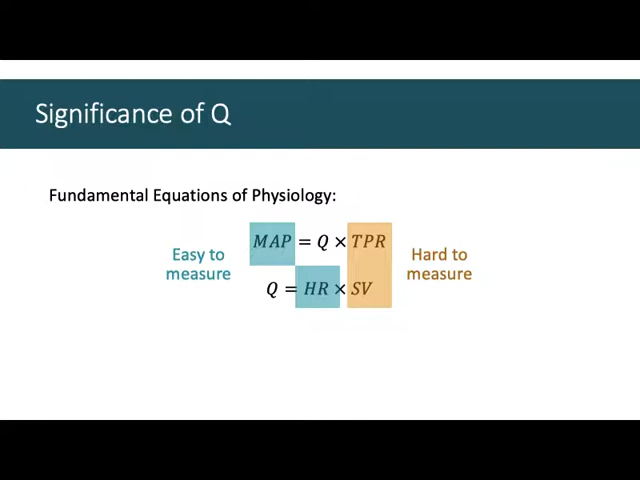 Significance of Q
Fundamental Equations of Physiology:
Easy to
measure
MAP = Q × TPR
Q = HR × SV
Hard to
measure